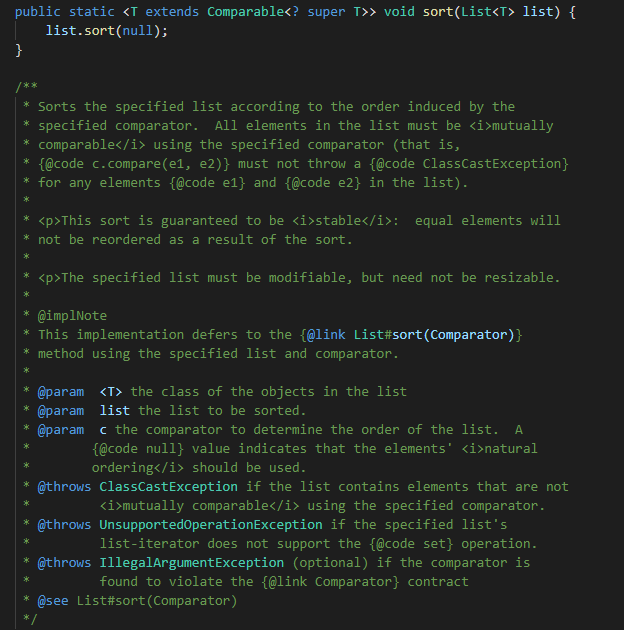 public static <T extends Comparable<? super T>> void sort(List<T> list) {
    list.sort(null);
}

/**
 * Sorts the specified list according to the order induced by the
 * specified comparator.  All elements in the list must be <i>mutually
 * comparable</i> using the specified comparator (that is,
 * {@code c.compare(e1, e2)} must not throw a {@code ClassCastException}
 * for any elements {@code e1} and {@code e2} in the list).
 *
 * <p>This sort is guaranteed to be <i>stable</i>:  equal elements will
 * not be reordered as a result of the sort.
 *
 * <p>The specified list must be modifiable, but need not be resizable.
 *
 * @implNote
 * This implementation defers to the {@link List#sort(Comparator)}
 * method using the specified list and comparator.
 *
 * @param  <T> the class of the objects in the list
 * @param  list the list to be sorted.
 * @param  c the comparator to determine the order of the list.  A
 *        {@code null} value indicates that the elements' <i>natural
 *        ordering</i> should be used.
 * @throws ClassCastException if the list contains elements that are not
 *         <i>mutually comparable</i> using the specified comparator.
 * @throws UnsupportedOperationException if the specified list's
 *         list-iterator does not support the {@code set} operation.
 * @throws IllegalArgumentException (optional) if the comparator is
 *         found to violate the {@link Comparator} contract
 * @see List#sort(Comparator)
 */